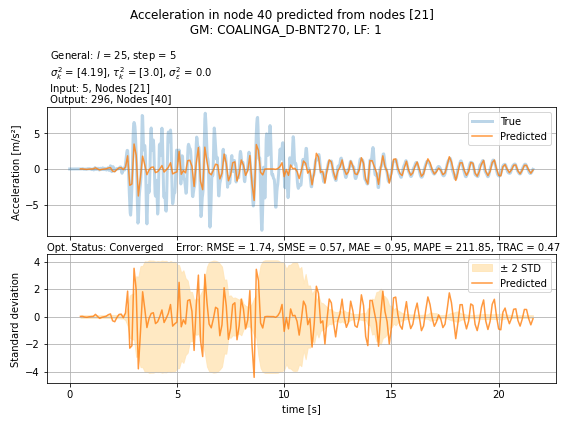 Acceleration in node 40 predicted from nodes [21]
GM: COALINGA_D-BNT270, LF: 1
General: l = 25, step = 5
σ²ₖ = [4.19], τ²ₖ = [3.0], σ²ₜ = 0.0
Input: 5, Nodes [21]
Output: 296, Nodes [40]
Acceleration [m/s²]
5
0
−5
True
Predicted
Opt. Status: Converged Error: RMSE = 1.74, SMSE = 0.57, MAE = 0.95, MAPE = 211.85, TRAC = 0.47
Standard deviation
4
2
0
−2
−4
± 2 STD
Predicted
0 5 10 15 20
time [s]